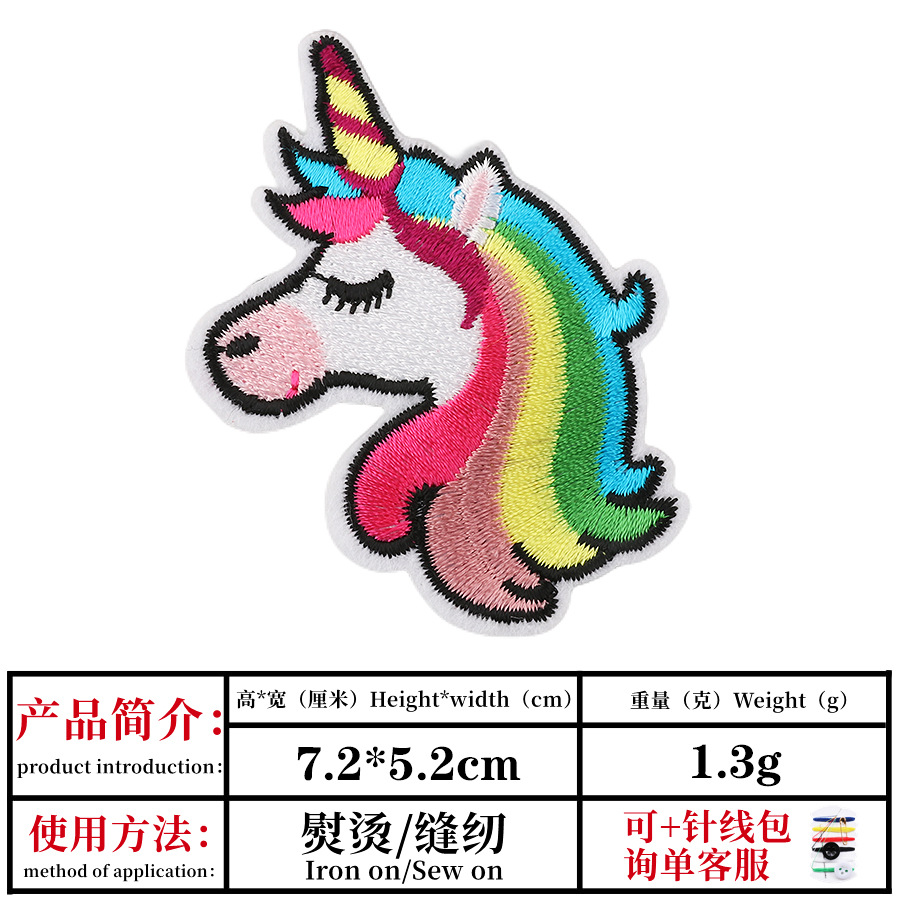 产品简介：
product introduction：
高*宽（厘米）Height*width（cm）
重量（克）Weight（g）
7.2*5.2cm
1.3g
使用方法：
method of application：
熨烫/缝纫
Iron on/Sew on
可+针线包
询单客服